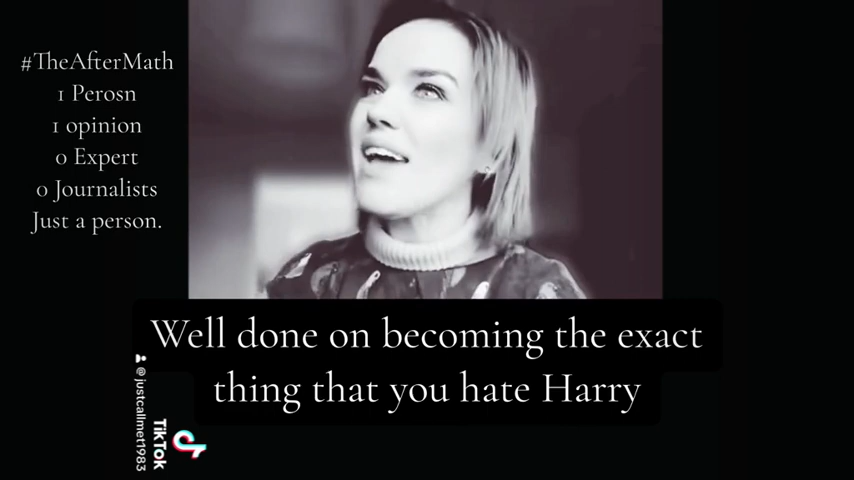 #TheAfterMath
1 Perosn
1 opinion
0 Expert
0 Journalists
Just a person.
Well done on becoming the exact
thing that you hate Harry
TikTok
@justcallmet1983